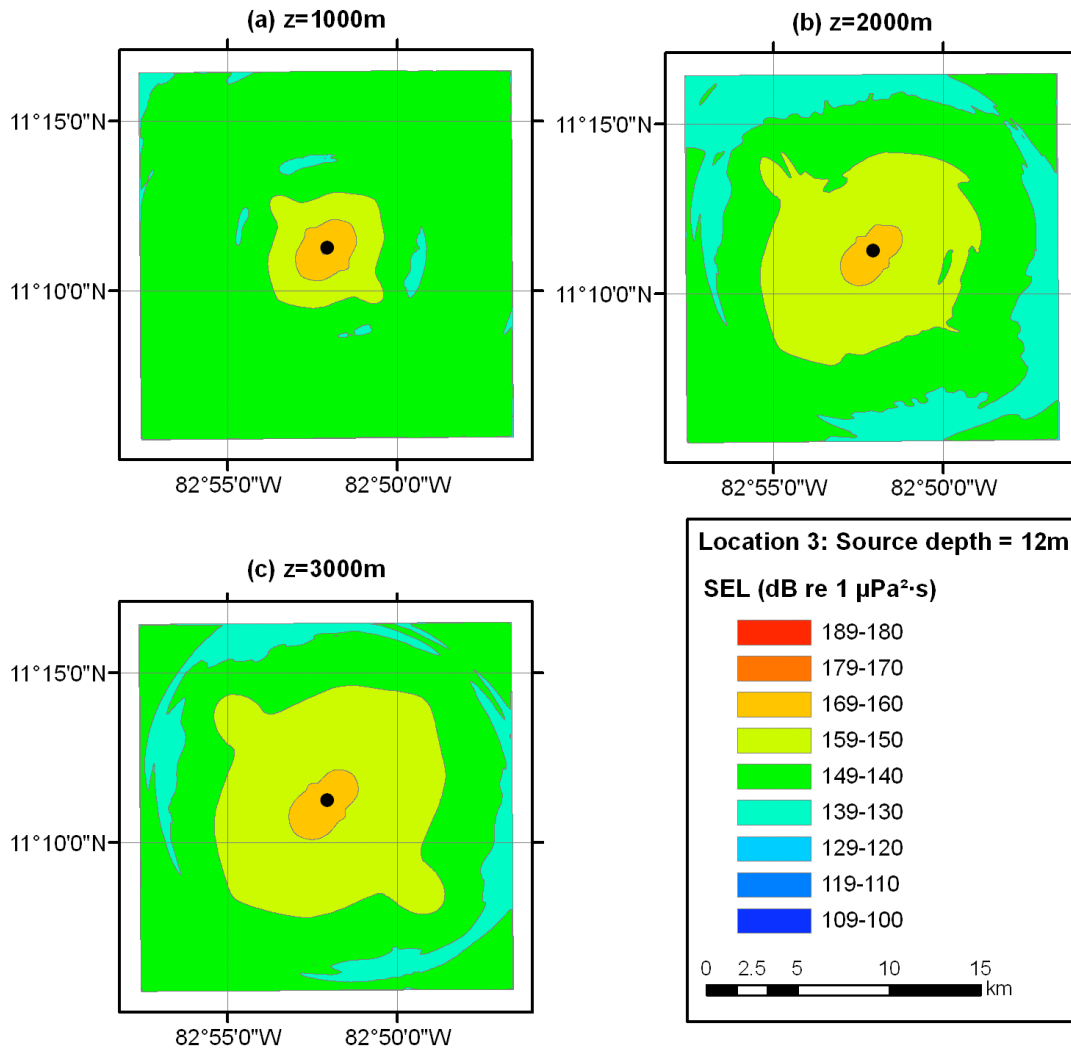 (a) z=1000m
(b) z=2000m
11°15'0"N
11°10'0"N
82°55'0"W
82°50'0"W
11°15'0"N
11°10'0"N
82°55'0"W
82°50'0"W
(c) z=3000m
11°15'0"N
11°10'0"N
82°55'0"W
82°50'0"W
Location 3: Source depth = 12m
SEL (dB re 1 µPa²·s)
189-180
179-170
169-160
159-150
149-140
139-130
129-120
119-110
109-100
0 2.5 5 10 15
km